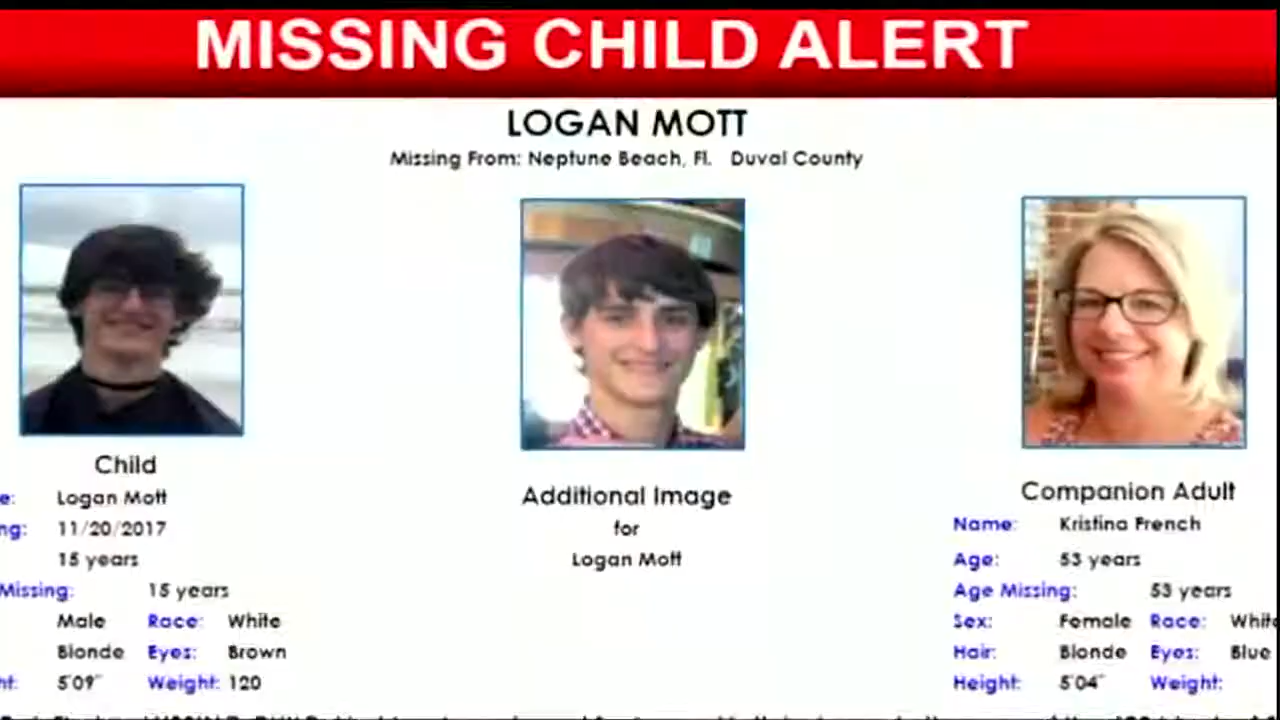 MISSING CHILD ALERT
LOGAN MOTT
Missing From: Neptune Beach, Fl. Duval County
Child
e: Logan Mott
ng: 11/20/2017
15 years
Missing: 15 years
Male Race: White
Blonde Eyes: Brown
ht: 5'09" Weight: 120
Additional Image
for
Logan Mott
Companion Adult
Name: Kristina French
Age: 53 years
Age Missing: 53 years
Sex: Female Race: White
Hair: Blonde Eyes: Blue
Height: 5'04" Weight: